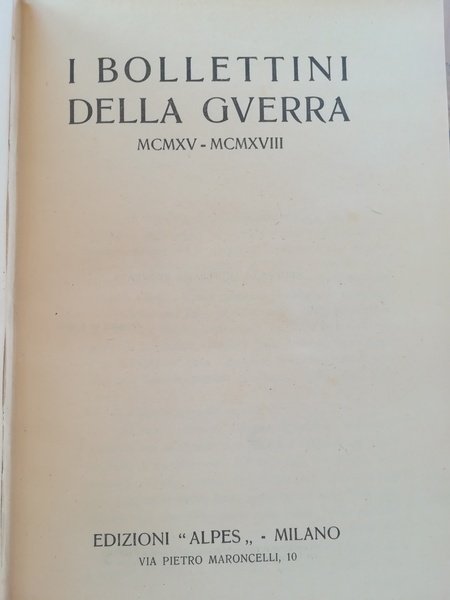 I BOLLETTINI
DELLA GVERRA
MCMXV - MCMXVIII
EDIZIONI "ALPES„ - MILANO
VIA PIETRO MARONCELLI, 10